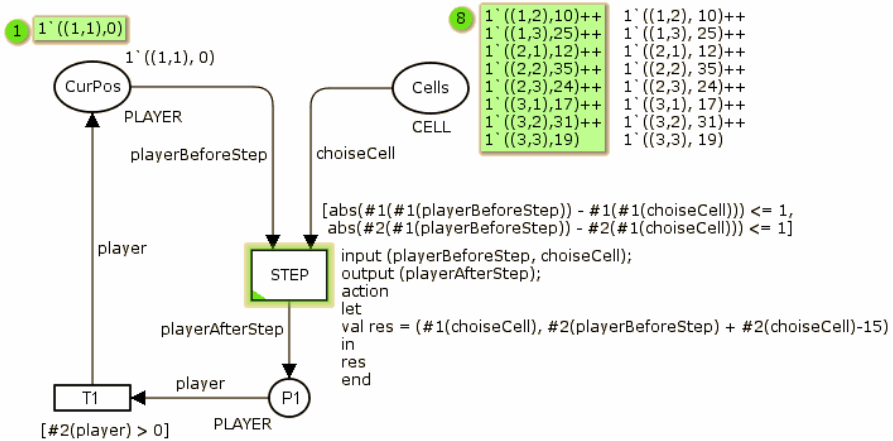 1
1`((1,1),0)
8
1`((1,2),10)++
1`((1,3),25)++
1`((2,1),12)++
1`((2,2),35)++
1`((2,3),24)++
1`((3,1),17)++
1`((3,2),31)++
1`((3,3),19)
1`((1,2), 10)++
1`((1,3), 25)++
1`((2,1), 12)++
1`((2,2), 35)++
1`((2,3), 24)++
1`((3,1), 17)++
1`((3,2), 31)++
1`((3,3), 19)
1`((1,1), 0)
CurPos
PLAYER
Cells
CELL
playerBeforeStep
choiseCell
[abs(#1(#1(playerBeforeStep)) - #1(#1(choiseCell))) <= 1,
abs(#2(#1(playerBeforeStep)) - #2(#1(choiseCell))) <= 1]
player
STEP
input (playerBeforeStep, choiseCell);
output (playerAfterStep);
action
let
val res = (#1(choiseCell), #2(playerBeforeStep) + #2(choiseCell)-15)
in
res
end
playerAfterStep
player
T1
P1
PLAYER
[#2(player) > 0]